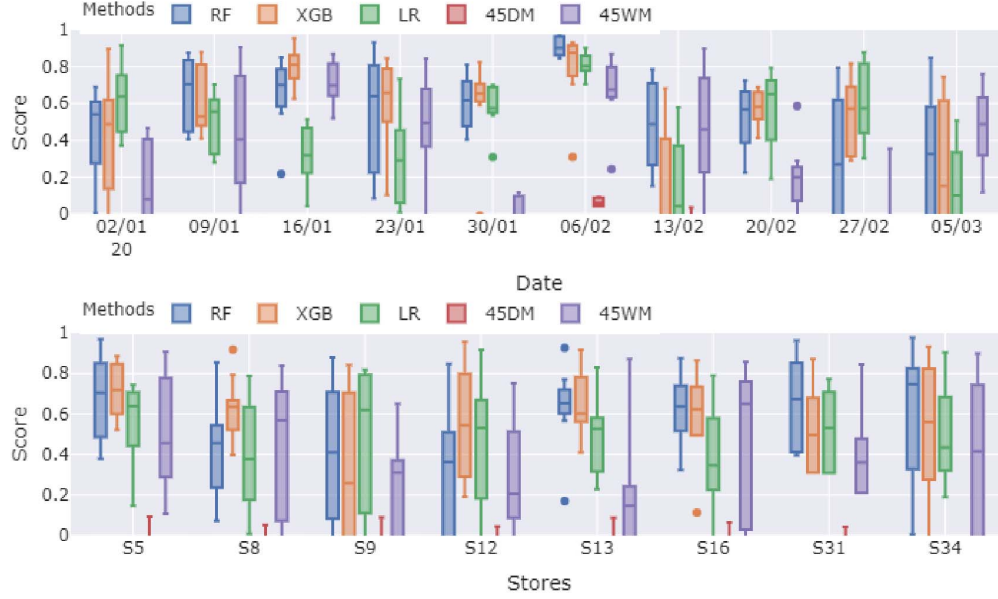 Methods RF XGB LR 45DM 45WM
1
0.8
0.6
0.4
0.2
0
Score
02/01 09/01 16/01 23/01 30/01 06/02 13/02 20/02 27/02 05/03
20
Date
Methods RF XGB LR 45DM 45WM
1
0.8
0.6
0.4
0.2
0
Score
S5 S8 S9 S12 S13 S16 S31 S34
Stores